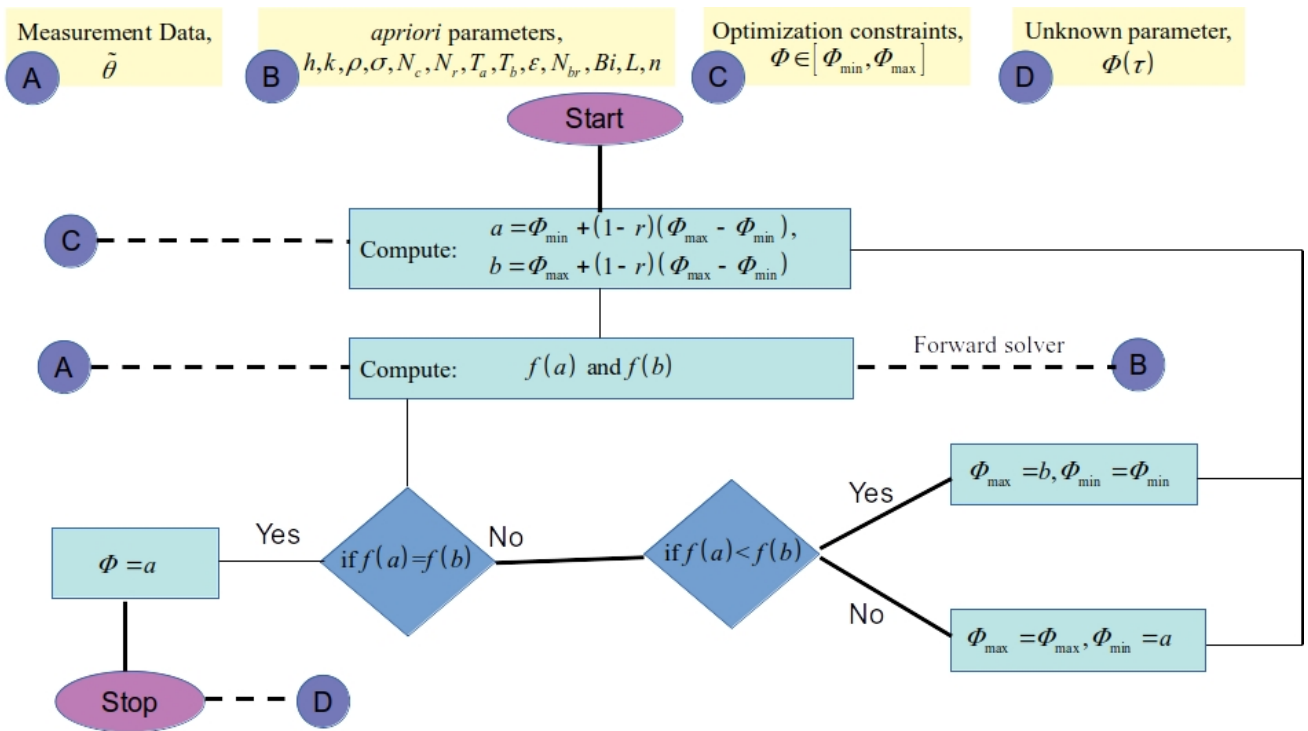 Measurement Data,
θ̃
A
apriori parameters,
h,k,ρ,σ,N_c,N_r,T_a,T_b,ε,N_br,Bi,L,n
B
Optimization constraints,
Φ∈[Φ_min,Φ_max]
C
Unknown parameter,
Φ(τ)
D
Start
C
Compute:
a=Φ_min+(1- r)(Φ_max - Φ_min),
b=Φ_max+(1- r)(Φ_max - Φ_min)
A
Compute: f(a) and f(b)
Forward solver
B
Φ_max=b,Φ_min=Φ_min
Yes
Yes
No
Φ=a
if f(a)=f(b)
if f(a)<f(b)
No
Φ_max=Φ_max,Φ_min=a
Stop
D